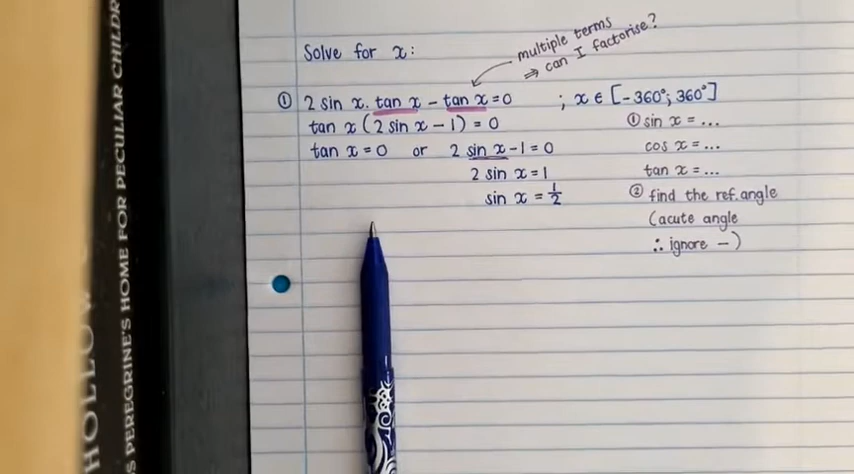 Solve for x:
multiple terms
⇒ can I factorise?
① 2 sin x. tan x - tan x = 0 ; x ∈ [-360°; 360°]
tan x (2 sin x - 1) = 0
tan x = 0 or 2 sin x - 1 = 0
2 sin x = 1
sin x = 1/2
① sin x = ...
cos x = ...
tan x = ...
② find the ref. angle
(acute angle
∴ ignore -)
HOLLOW
S PEREGRINE'S HOME FOR PECULIAR CHILDRE